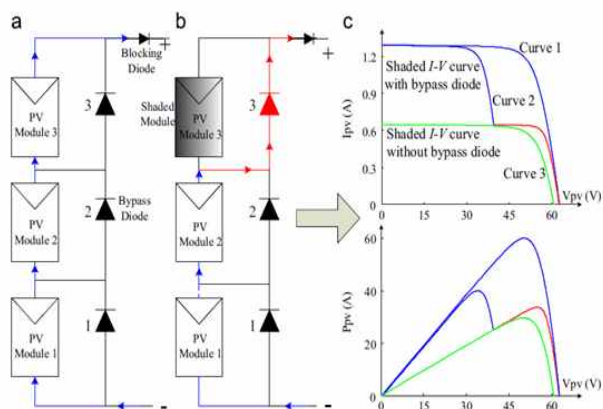 a
Blocking
Diode
+
PV
Module 3
3
PV
Module 2
2
Bypass
Diode
PV
Module 1
1
-
b
+
Shaded
Module
PV
Module 3
3
PV
Module 2
2
PV
Module 1
1
-
c
Ipv (A)
1.2
0.9
0.6
0.3
0
Curve 1
Shaded I-V curve
with bypass diode
Curve 2
Shaded I-V curve
without bypass diode
Curve 3
Vpv (V)
0
15
30
45
60
Ppv (A)
60
40
20
0
Vpv (V)
0
15
30
45
60